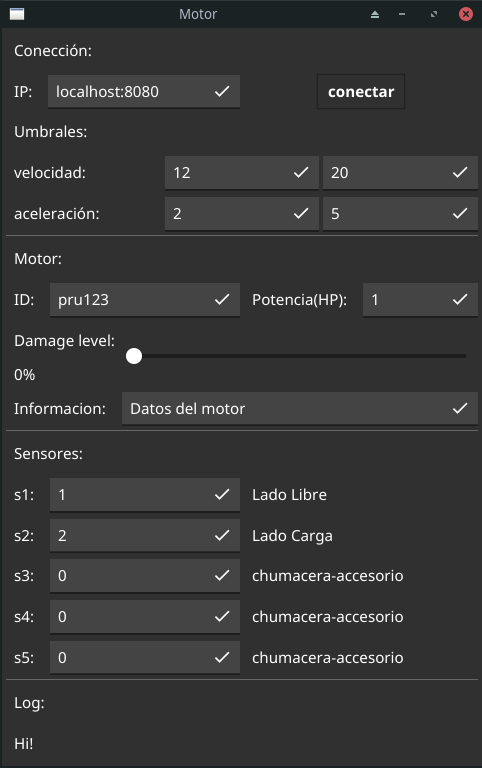 Motor
Conección:
IP: localhost:8080 conectar
Umbrales:
velocidad: 12 20
aceleración: 2 5
Motor:
ID: pru123 Potencia(HP): 1
Damage level:
0%
Informacion: Datos del motor
Sensores:
s1: 1 Lado Libre
s2: 2 Lado Carga
s3: 0 chumacera-accesorio
s4: 0 chumacera-accesorio
s5: 0 chumacera-accesorio
Log:
Hi!